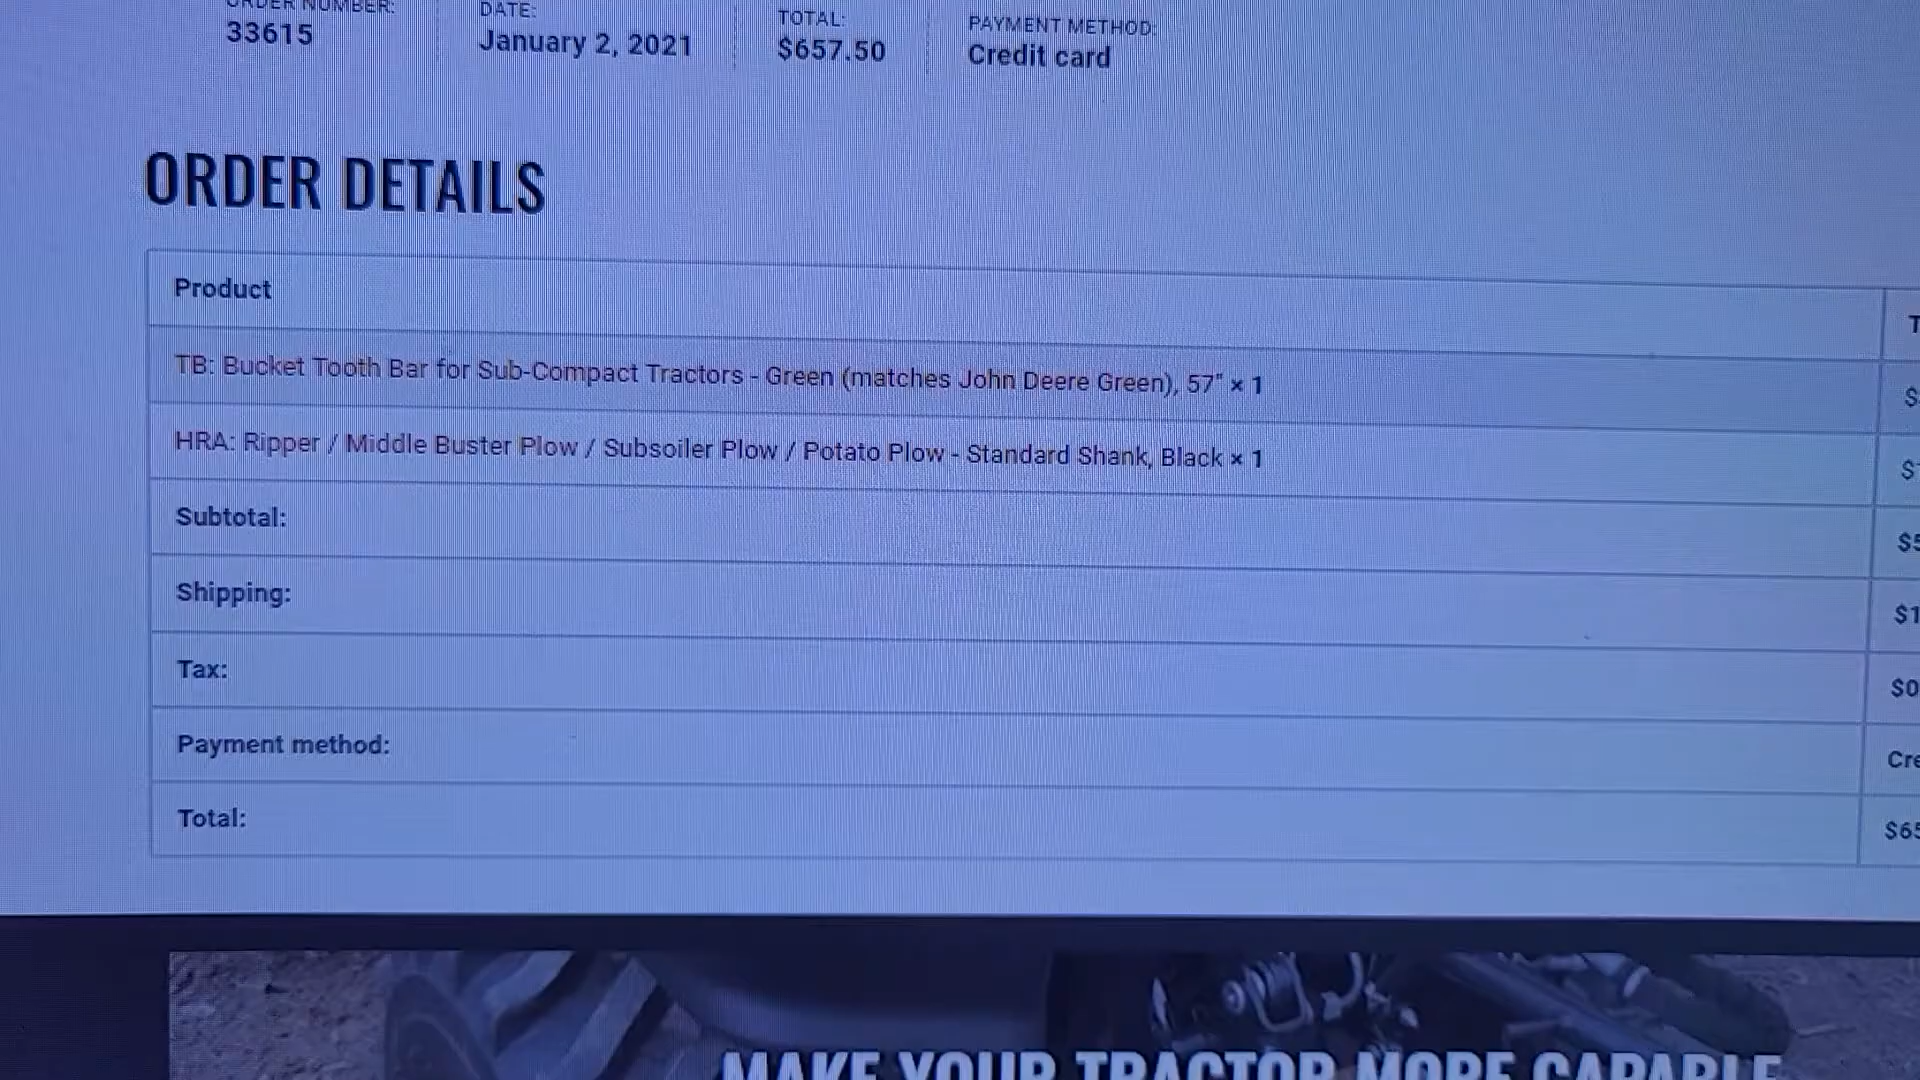 ORDER NUMBER:
33615
DATE:
January 2, 2021
TOTAL:
$657.50
PAYMENT METHOD:
Credit card
ORDER DETAILS
Product
TB: Bucket Tooth Bar for Sub-Compact Tractors - Green (matches John Deere Green), 57" × 1
HRA: Ripper / Middle Buster Plow / Subsoiler Plow / Potato Plow - Standard Shank, Black × 1
Subtotal:
Shipping:
Tax:
Payment method:
Total:
MAKE YOUR TRACTOR MORE CAPABLE